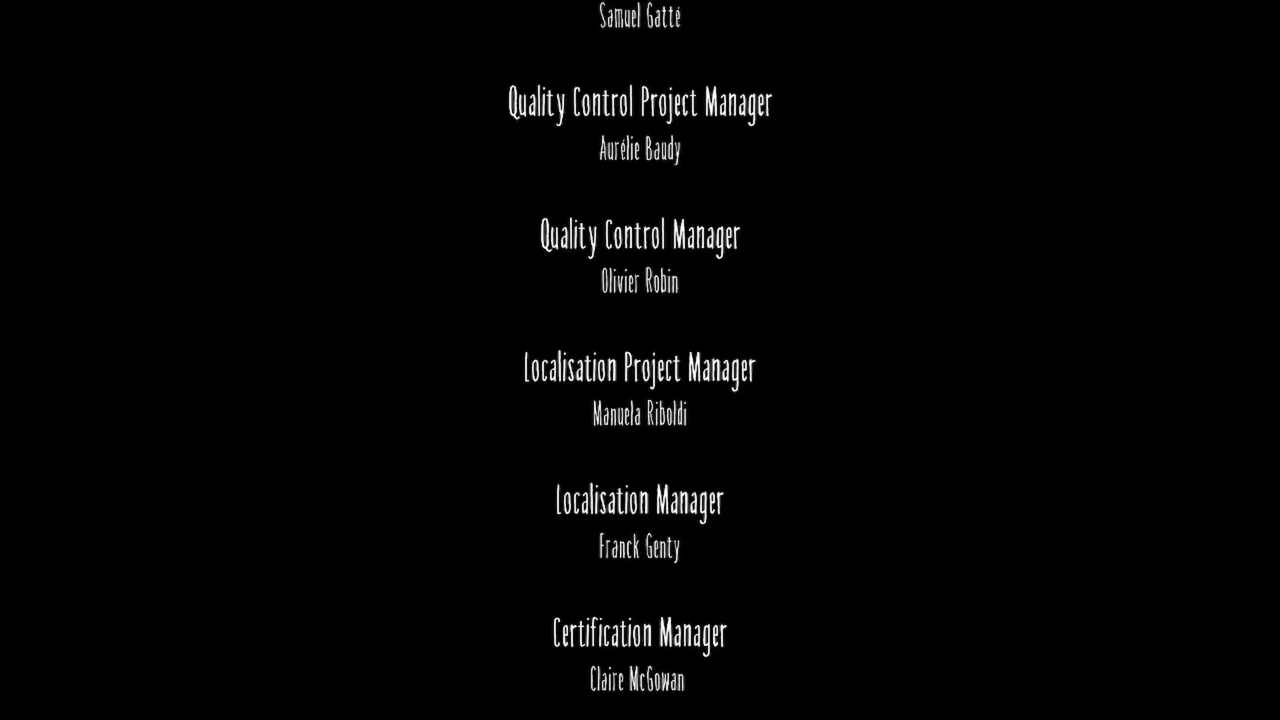 Samuel Gatté
Quality Control Project Manager
Aurélie Baudy
Quality Control Manager
Olivier Robin
Localisation Project Manager
Manuela Riboldi
Localisation Manager
Franck Genty
Certification Manager
Claire McGowan